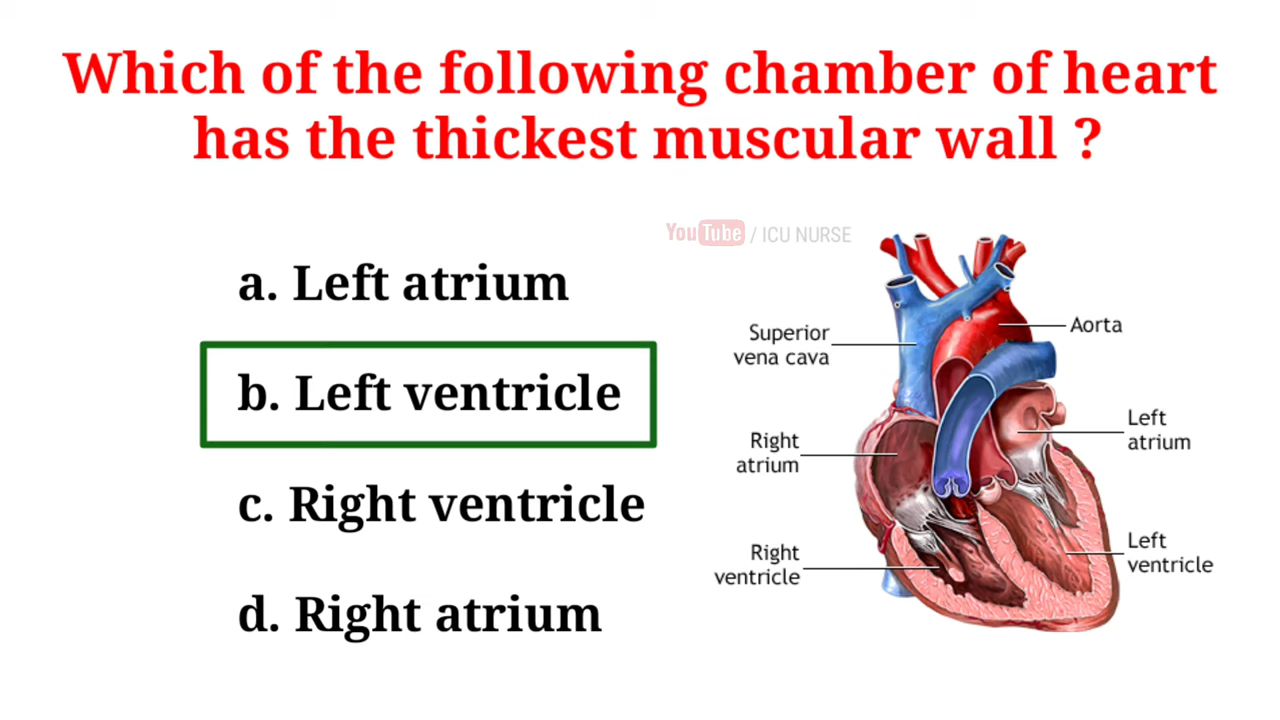 Which of the following chamber of heart
has the thickest muscular wall ?
YouTube / ICU NURSE
a. Left atrium
b. Left ventricle
c. Right ventricle
d. Right atrium
Superior
vena cava
Aorta
Right
atrium
Left
atrium
Right
ventricle
Left
ventricle